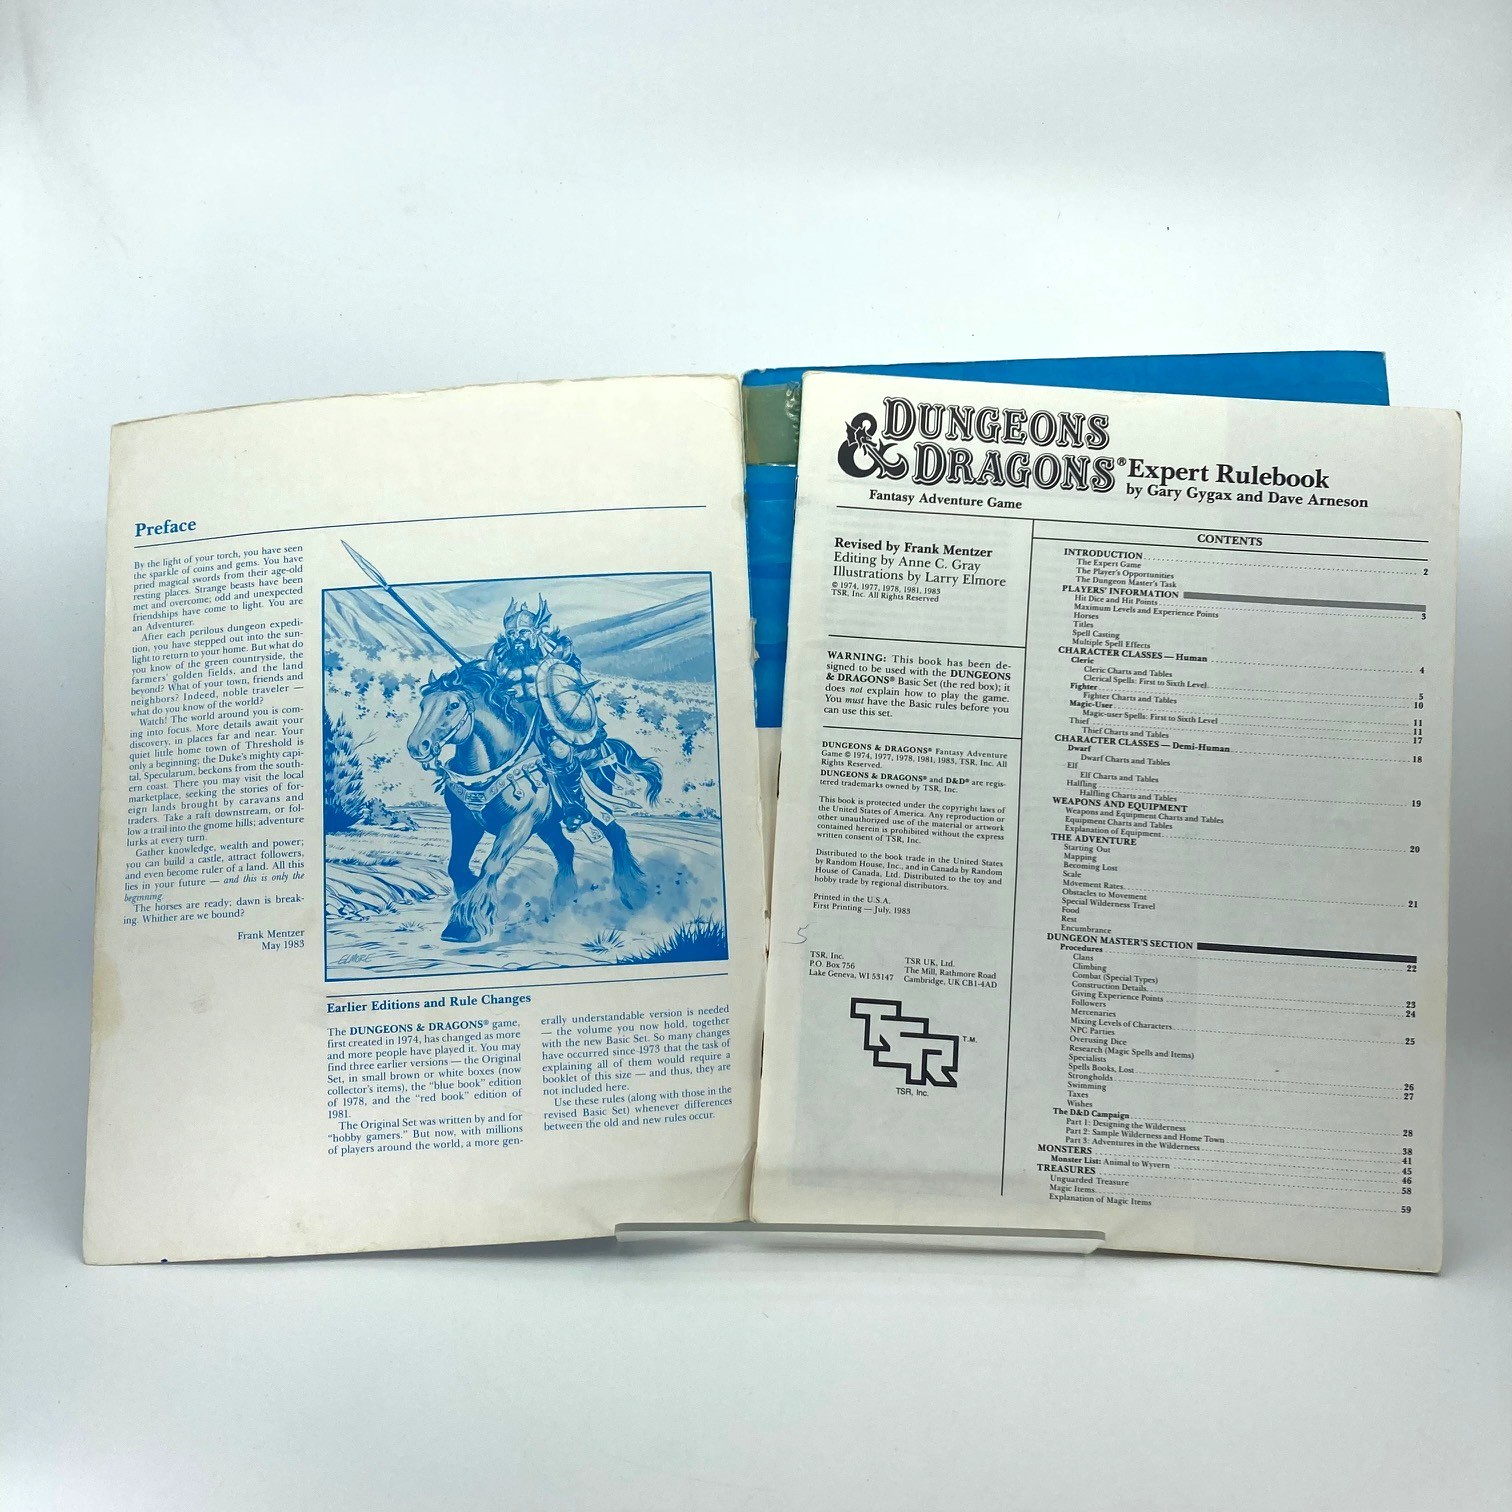 Preface
By the light of your torch, you have seen
the sparkle of coins and gems. You have
pried magical swords from their age-old
resting places. Strange beasts have been
met and overcome; odd and unexpected
friendships have come to light. You are
an Adventurer.
After each perilous dungeon expedi-
tion, you have stepped out into the sun-
light to return to your home. But what do
you know of the green countryside, the
farmers' golden fields, and the land
beyond? What of your town, friends and
neighbors? Indeed, noble traveler —
what do you know of the world?
Watch! The world around you is com-
ing into focus. More details await your
discovery, in places far and near. Your
quiet little home town of Threshold is
only a beginning; the Duke's mighty capi-
tal, Specularum, beckons from the south-
ern coast. There you may visit the local
marketplace, seeking the stories of for-
eign lands brought by caravans and
traders. Take a raft downstream, or fol-
low a trail into the gnome hills; adventure
lurks at every turn.
Gather knowledge, wealth and power;
you can build a castle, attract followers,
and even become ruler of a land. All this
lies in your future — and this is only the
beginning.
The horses are ready; dawn is break-
ing. Whither are we bound?
Frank Mentzer
May 1983
ELMORE
Earlier Editions and Rule Changes
The DUNGEONS & DRAGONS® game,
first created in 1974, has changed as more
and more people have played it. You may
find three earlier versions — the Original
Set, in small brown or white boxes (now
collector's items), the "blue book" edition
of 1978, and the "red book" edition of
1981.
The Original Set was written by and for
"hobby gamers." But now, with millions
of players around the world, a more gen-
erally understandable version is needed
— the volume you now hold, together
with the new Basic Set. So many changes
have occurred since 1973 that the task of
explaining all of them would require a
booklet of this size — and thus, they are
not included here.
Use these rules (along with those in the
revised Basic Set) whenever differences
between the old and new rules occur.
DUNGEONS
& DRAGONS® Expert Rulebook
by Gary Gygax and Dave Arneson
Fantasy Adventure Game
Revised by Frank Mentzer
Editing by Anne C. Gray
Illustrations by Larry Elmore
© 1974, 1977, 1978, 1981, 1983
TSR, Inc. All Rights Reserved
WARNING: This book has been de-
signed to be used with the DUNGEONS
& DRAGONS® Basic Set (the red box); it
does not explain how to play the game.
You must have the Basic rules before you
can use this set.
DUNGEONS & DRAGONS® Fantasy Adventure
Game © 1974, 1977, 1978, 1981, 1983, TSR, Inc. All
Rights Reserved.
DUNGEONS & DRAGONS® and D&D® are regis-
tered trademarks owned by TSR, Inc.
This book is protected under the copyright laws of
the United States of America. Any reproduction or
other unauthorized use of the material or artwork
contained herein is prohibited without the express
written consent of TSR, Inc.
Distributed to the book trade in the United States
by Random House, Inc., and in Canada by Random
House of Canada, Ltd. Distributed to the toy and
hobby trade by regional distributors.
Printed in the U.S.A.
First Printing — July, 1983
5
TSR, Inc.
P.O. Box 756
Lake Geneva, WI 53147
TSR UK, Ltd.
The Mill, Rathmore Road
Cambridge, UK CB1-4AD
TSR T.M.
TSR, Inc.
CONTENTS
INTRODUCTION 2
The Expert Game
The Player's Opportunities
The Dungeon Master's Task
PLAYERS' INFORMATION
Hit Dice and Hit Points 3
Maximum Levels and Experience Points
Horses
Titles
Spell Casting
Multiple Spell Effects
CHARACTER CLASSES — Human 4
Cleric
Cleric Charts and Tables
Clerical Spells: First to Sixth Level 5
Fighter 10
Fighter Charts and Tables
Magic-User 11
Magic-user Spells: First to Sixth Level 11
Thief 17
Thief Charts and Tables
CHARACTER CLASSES — Demi-Human 18
Dwarf
Dwarf Charts and Tables
Elf
Elf Charts and Tables
Halfling 19
Halfling Charts and Tables
WEAPONS AND EQUIPMENT
Weapons and Equipment Charts and Tables
Equipment Charts and Tables
Explanation of Equipment 20
THE ADVENTURE
Starting Out
Mapping
Becoming Lost
Scale
Movement Rates 21
Obstacles to Movement
Special Wilderness Travel
Food
Rest
Encumbrance
DUNGEON MASTER'S SECTION
Procedures 22
Clans
Climbing
Combat (Special Types)
Construction Details 23
Giving Experience Points 24
Followers
Mercenaries
Mixing Levels of Characters 25
NPC Parties
Overusing Dice
Research (Magic Spells and Items)
Specialists
Spells Books, Lost 26
Strongholds 27
Swimming
Taxes
Wishes
The D&D Campaign 28
Part 1: Designing the Wilderness
Part 2: Sample Wilderness and Home Town 38
Part 3: Adventures in the Wilderness 41
MONSTERS 45
Monster List: Animal to Wyvern 46
TREASURES 58
Unguarded Treasure
Magic Items 59
Explanation of Magic Items